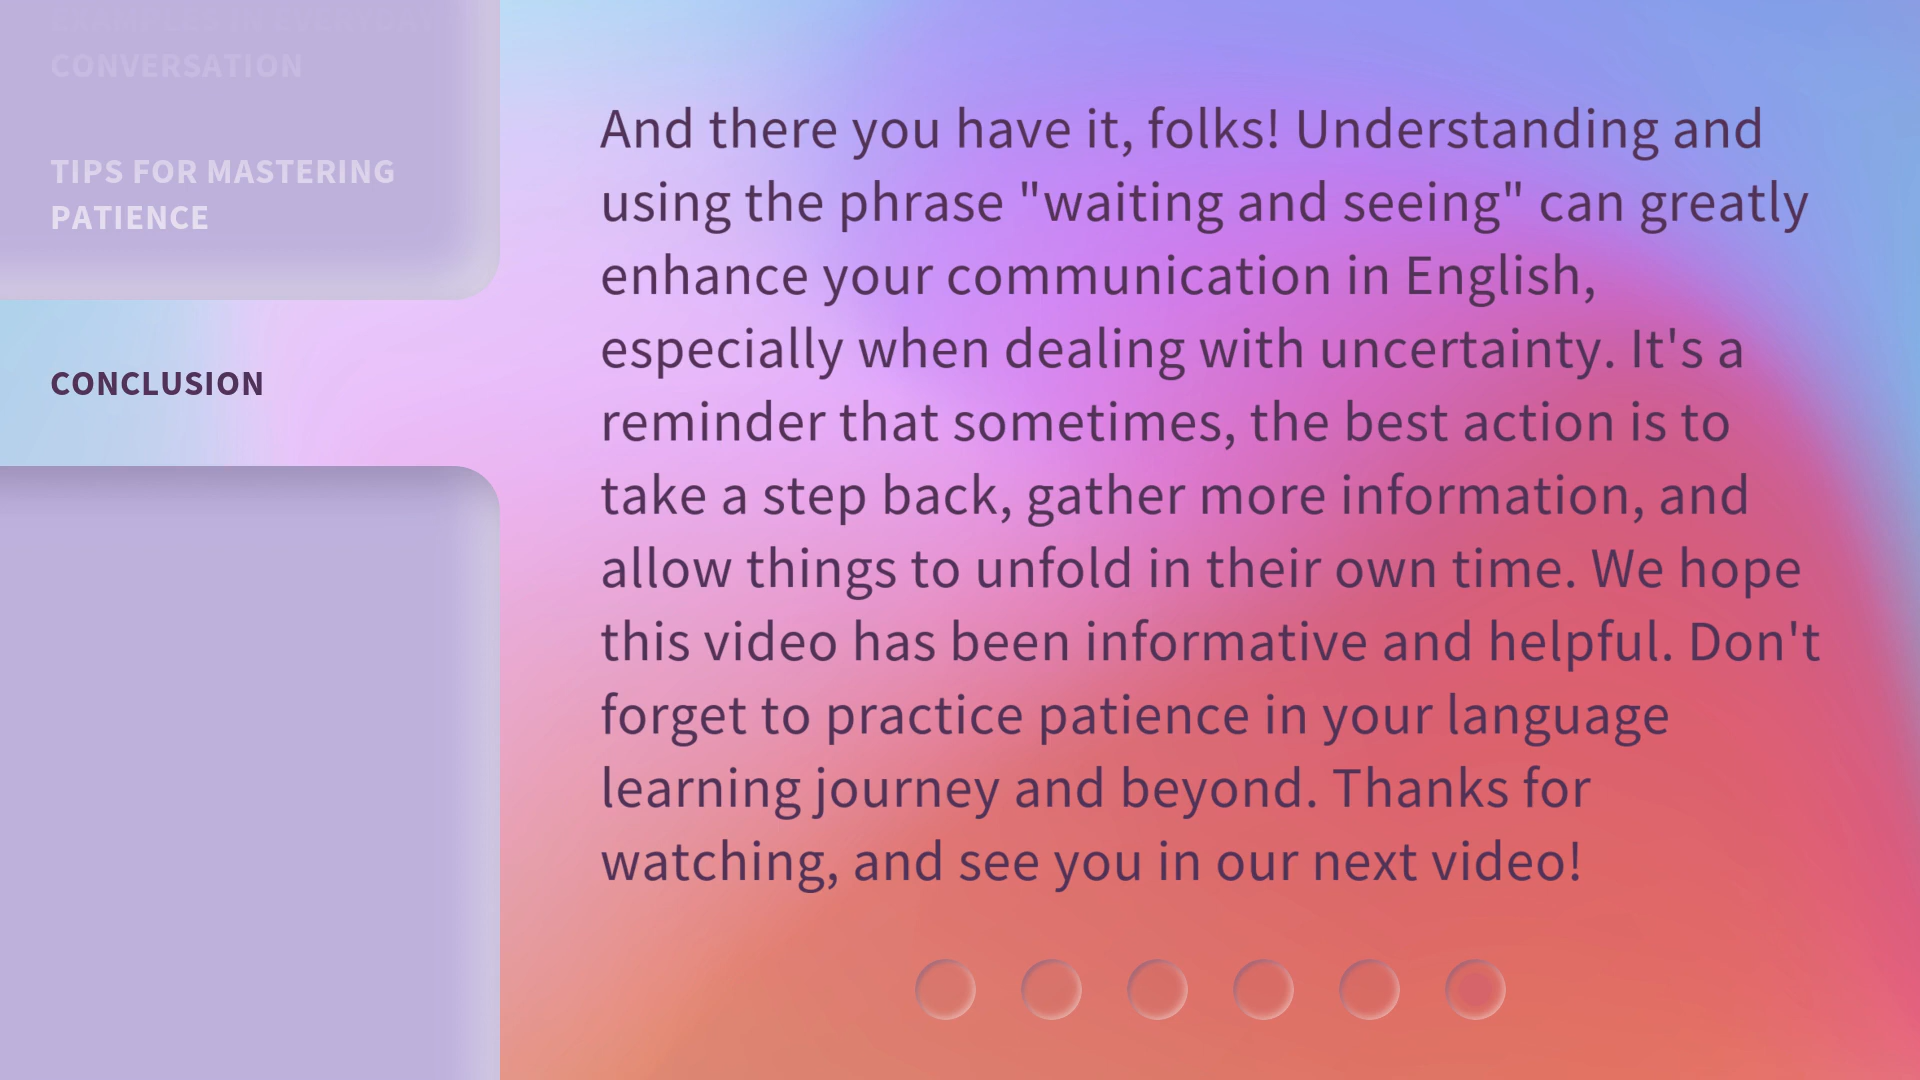 EXAMPLES IN EVERYDAY
CONVERSATION
TIPS FOR MASTERING
PATIENCE
CONCLUSION
And there you have it, folks! Understanding and
using the phrase "waiting and seeing" can greatly
enhance your communication in English,
especially when dealing with uncertainty. It's a
reminder that sometimes, the best action is to
take a step back, gather more information, and
allow things to unfold in their own time. We hope
this video has been informative and helpful. Don't
forget to practice patience in your language
learning journey and beyond. Thanks for
watching, and see you in our next video!